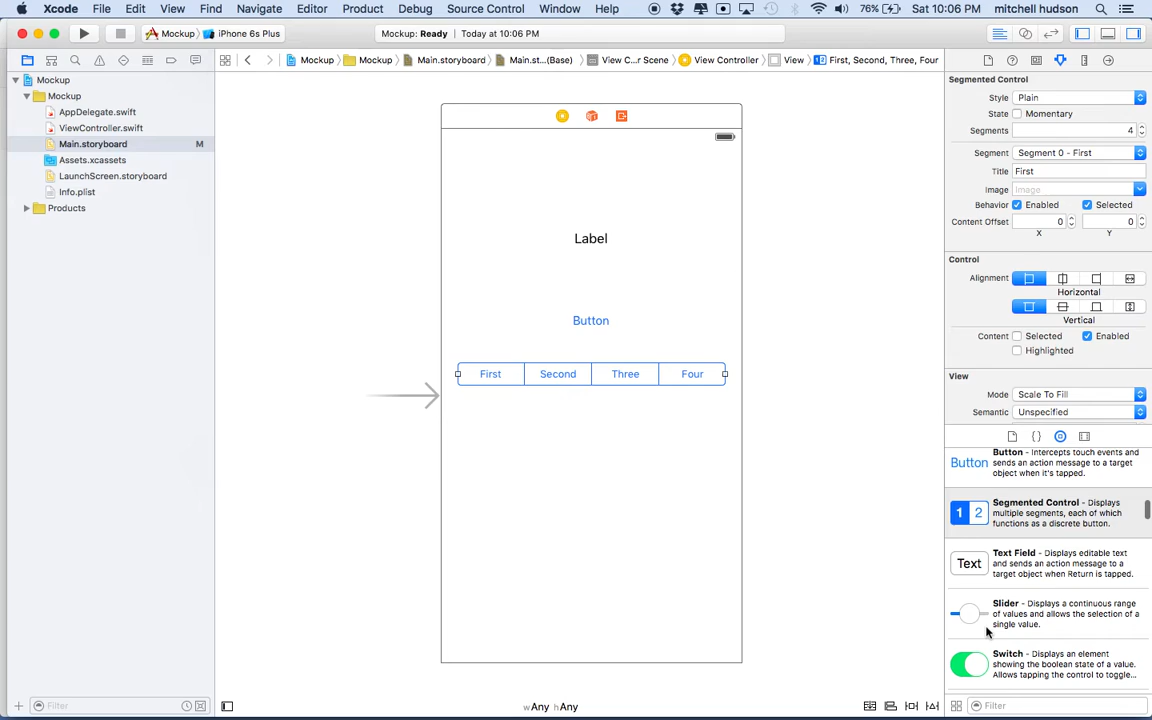 Xcode File Edit View Find Navigate Editor Product Debug Source Control Window Help 76% Sat 10:06 PM mitchell hudson
Mockup iPhone 6s Plus Mockup: Ready Today at 10:06 PM
Mockup Mockup Main.storyboard Main.st...(Base) View C...r Scene View Controller View First, Second, Three, Four
Mockup
Mockup
AppDelegate.swift
ViewController.swift
Main.storyboard M
Assets.xcassets
LaunchScreen.storyboard
Info.plist
Products
Filter
Label
Button
First Second Three Four
wAny hAny
Segmented Control
Style Plain
State Momentary
Segments 4
Segment Segment 0 - First
Title First
Image Image
Behavior Enabled Selected
Content Offset 0 0
X Y
Control
Alignment
Horizontal
Vertical
Content Selected Enabled
Highlighted
View
Mode Scale To Fill
Semantic Unspecified
{ }
Button Button - Intercepts touch events and
sends an action message to a target
object when it's tapped.
1 2 Segmented Control - Displays
multiple segments, each of which
functions as a discrete button.
Text Text Field - Displays editable text
and sends an action message to a
target object when Return is tapped.
Slider - Displays a continuous range
of values and allows the selection of a
single value.
Switch - Displays an element
showing the boolean state of a value.
Allows tapping the control to toggle...
Filter